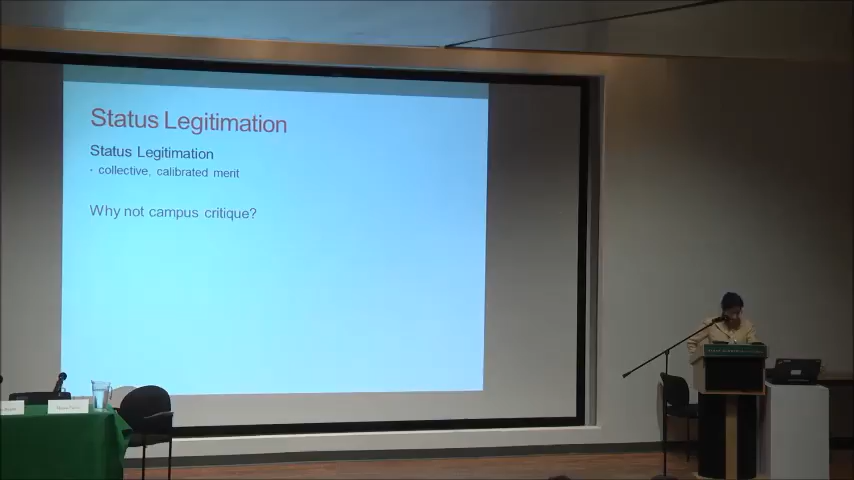 Status Legitimation
Status Legitimation
· collective, calibrated merit
Why not campus critique?